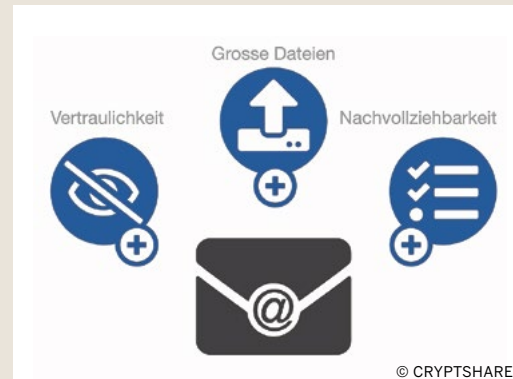 Grosse Dateien
Vertraulichkeit
Nachvollziehbarkeit
@
© CRYPTSHARE